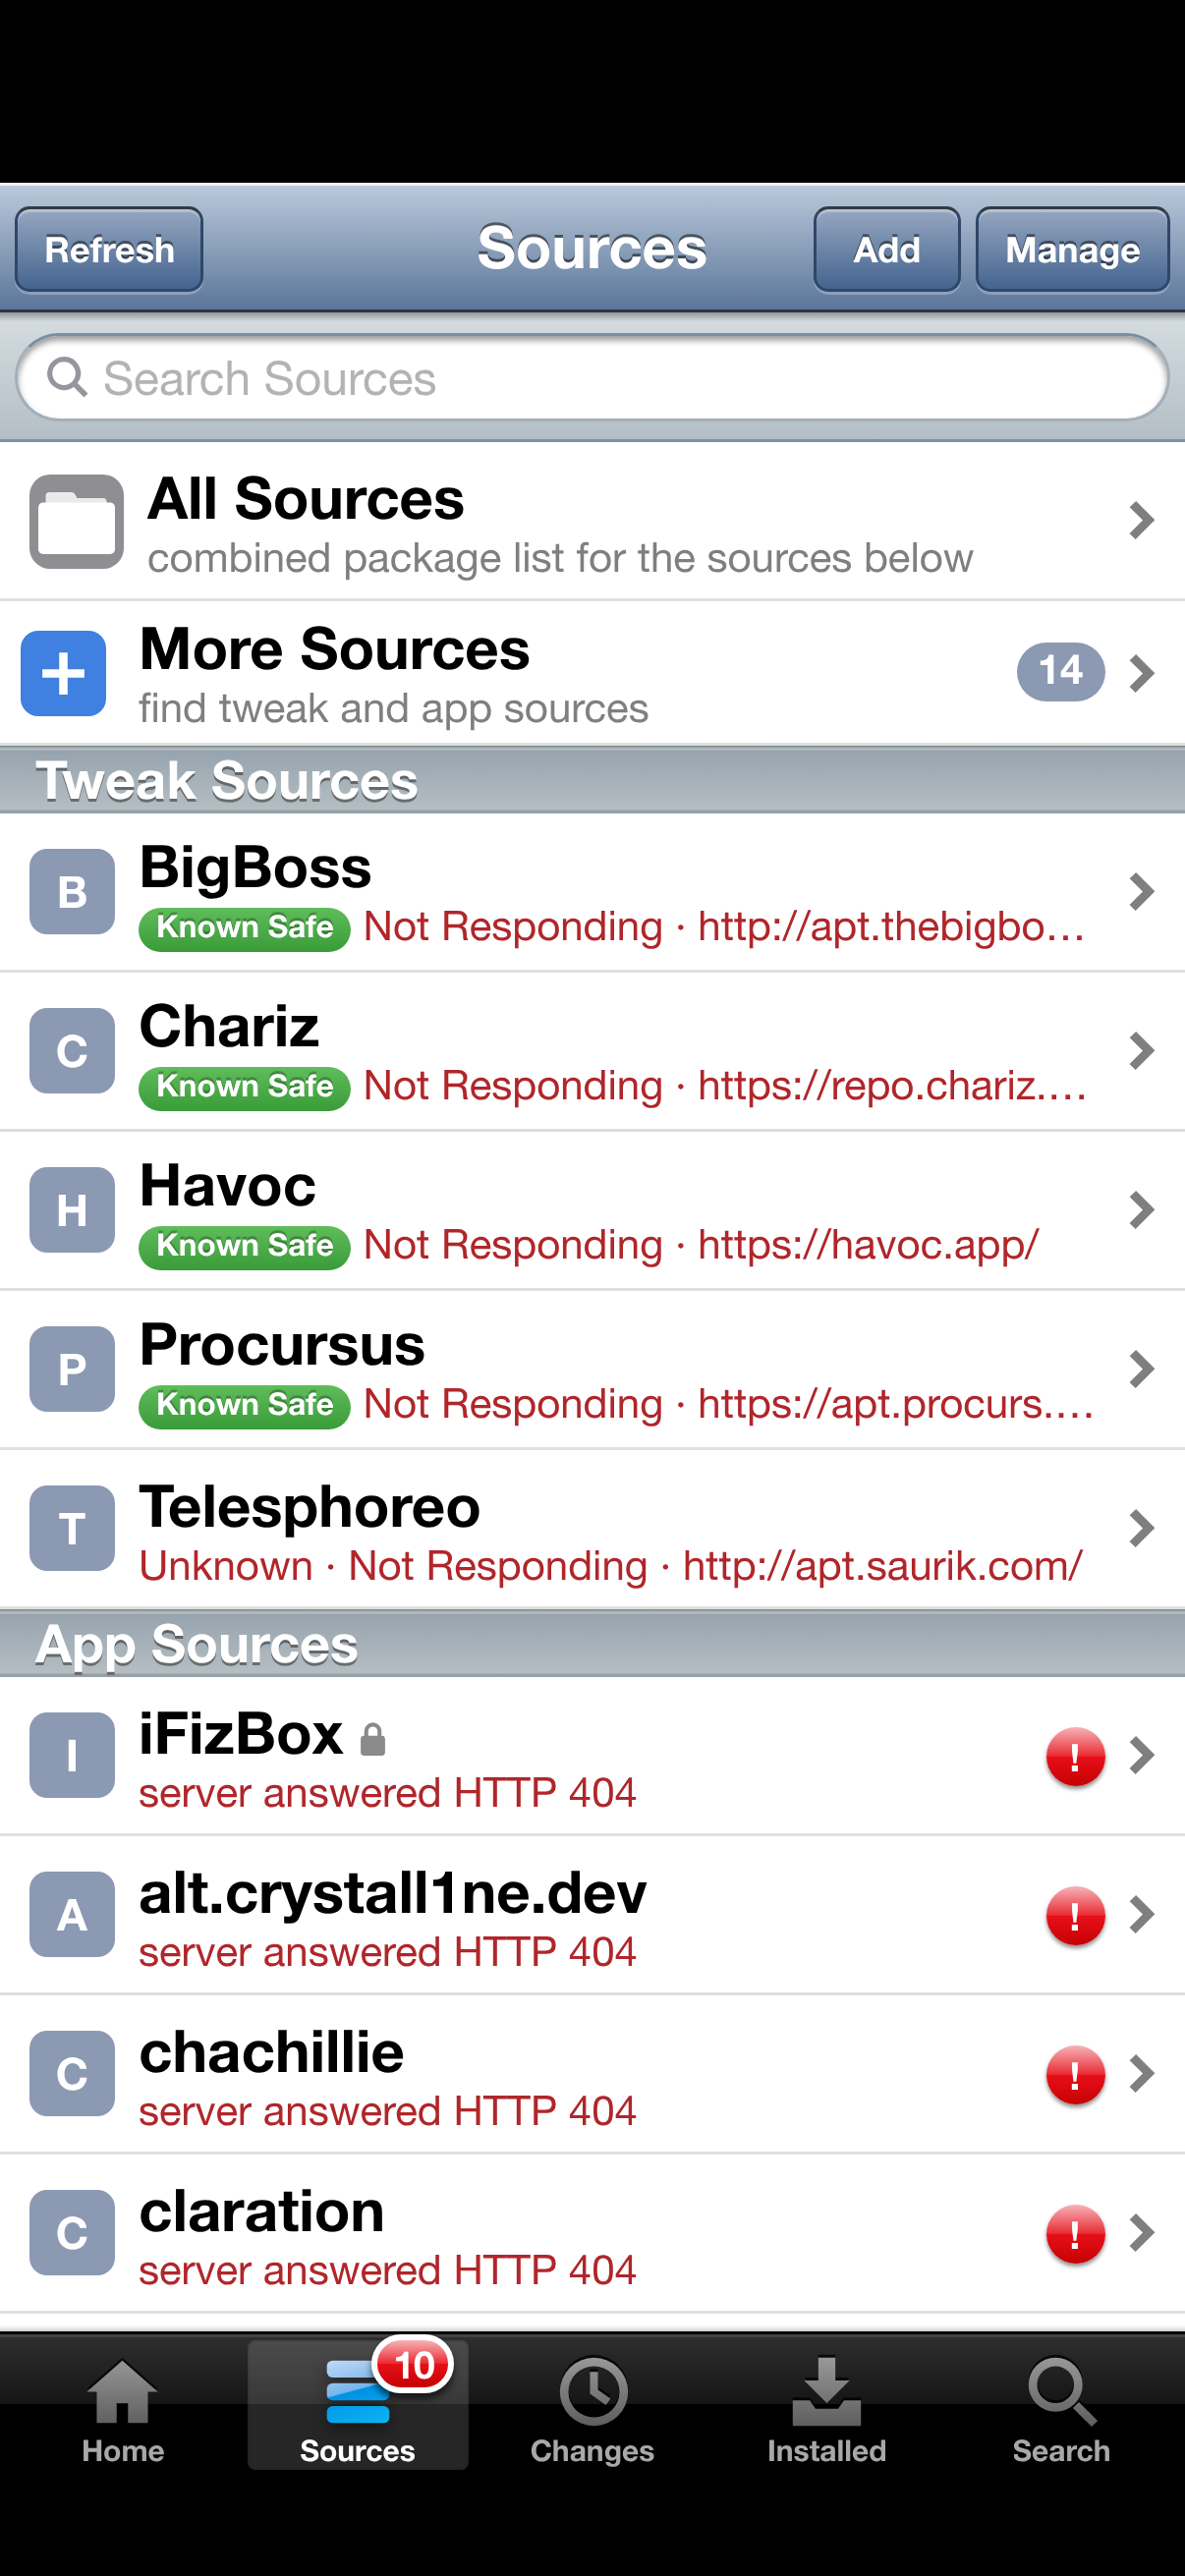 Refresh
Sources
Add
Manage
Search Sources
All Sources
combined package list for the sources below
More Sources
find tweak and app sources
14
Tweak Sources
B
BigBoss
Known Safe Not Responding · http://apt.thebigbo...
C
Chariz
Known Safe Not Responding · https://repo.chariz....
H
Havoc
Known Safe Not Responding · https://havoc.app/
P
Procursus
Known Safe Not Responding · https://apt.procurs....
T
Telesphoreo
Unknown · Not Responding · http://apt.saurik.com/
App Sources
I
iFizBox
server answered HTTP 404
!
A
alt.crystall1ne.dev
server answered HTTP 404
!
C
chachillie
server answered HTTP 404
!
C
claration
server answered HTTP 404
!
10
Home
Sources
Changes
Installed
Search